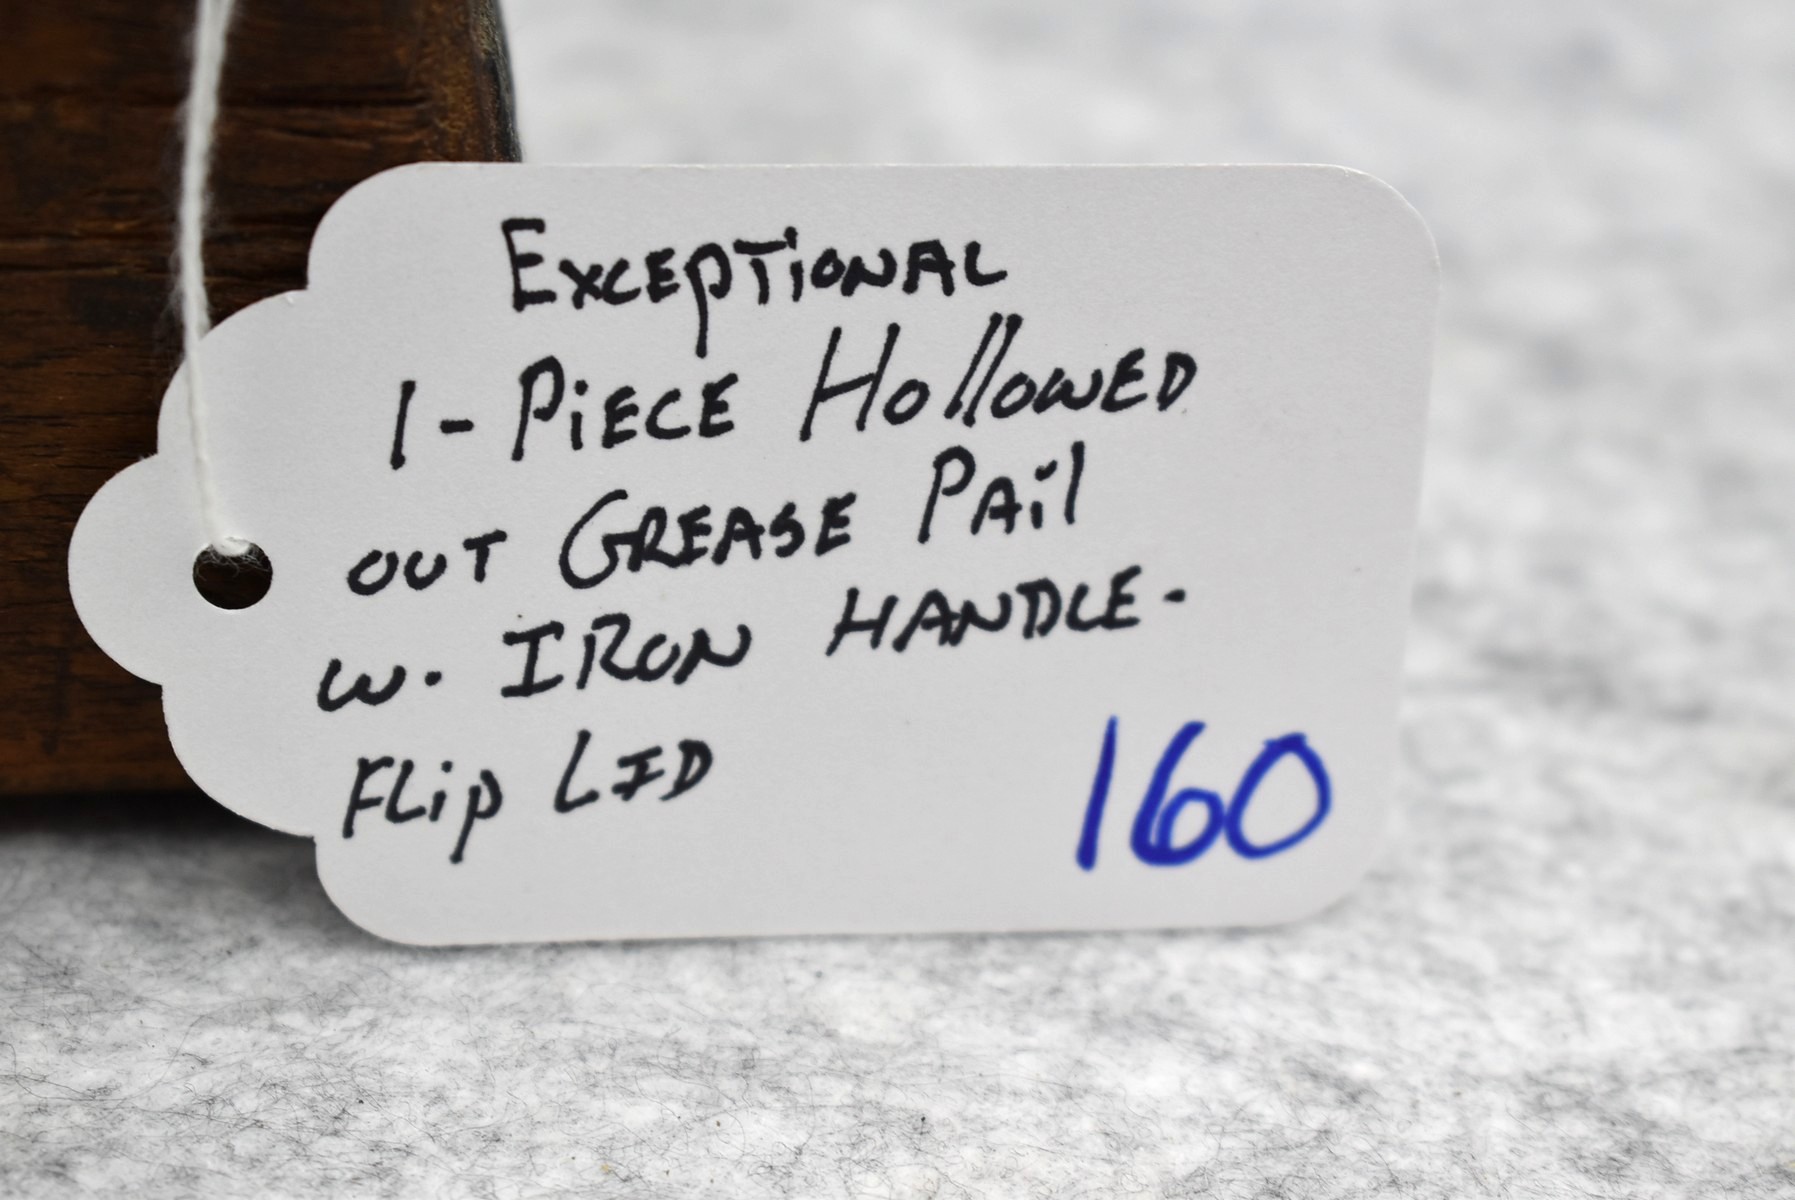 Exceptional
1-Piece Hollowed
out Grease Pail
w. Iron Handle-
Flip Lid
160